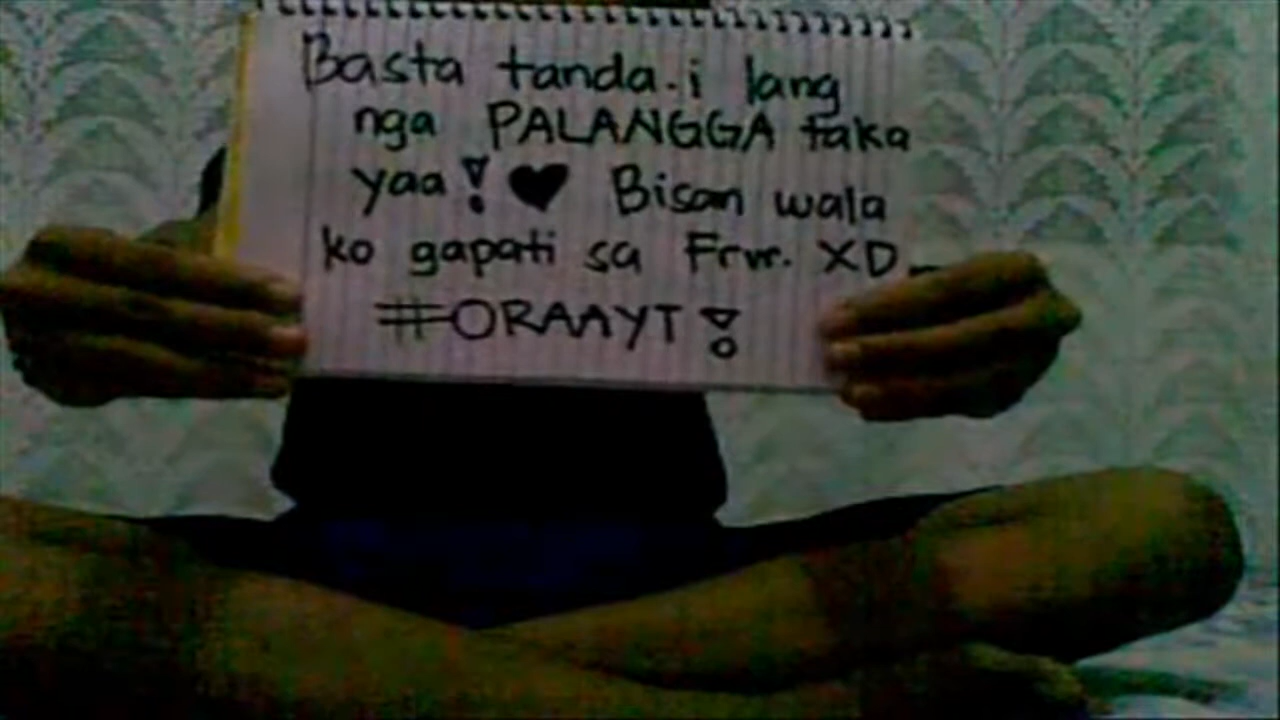 Basta tanda.i lang
nga PALANGGA taka
yaa! ♥ Bisan wala
ko gapati sa Frvr. XD
#ORAAYT!